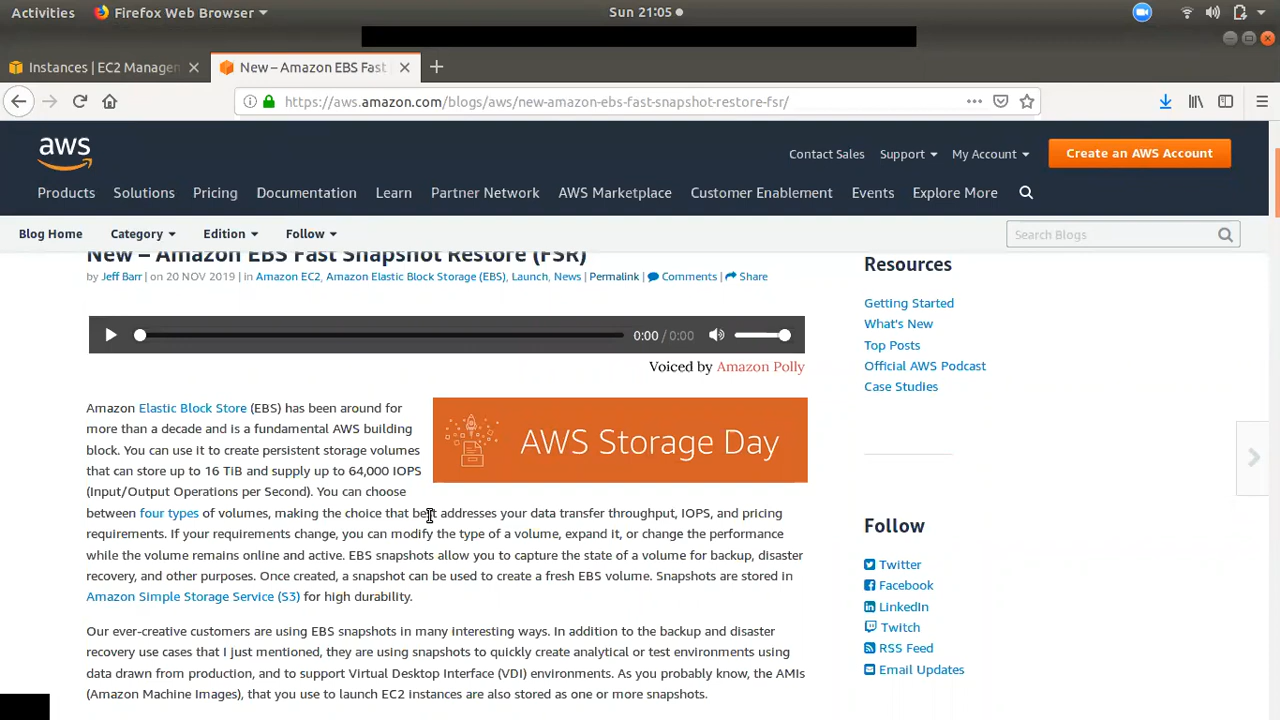 Activities Firefox Web Browser Sun 21:05
Instances | EC2 Managen New – Amazon EBS Fast
https://aws.amazon.com/blogs/aws/new-amazon-ebs-fast-snapshot-restore-fsr/
aws Contact Sales Support My Account Create an AWS Account
Products Solutions Pricing Documentation Learn Partner Network AWS Marketplace Customer Enablement Events Explore More
Blog Home Category Edition Follow Search Blogs
New – Amazon EBS Fast Snapshot Restore (FSR)
by Jeff Barr | on 20 NOV 2019 | in Amazon EC2, Amazon Elastic Block Storage (EBS), Launch, News | Permalink | Comments | Share
0:00 / 0:00
Voiced by Amazon Polly
Amazon Elastic Block Store (EBS) has been around for
more than a decade and is a fundamental AWS building
block. You can use it to create persistent storage volumes
that can store up to 16 TiB and supply up to 64,000 IOPS
(Input/Output Operations per Second). You can choose
AWS Storage Day
between four types of volumes, making the choice that best addresses your data transfer throughput, IOPS, and pricing
requirements. If your requirements change, you can modify the type of a volume, expand it, or change the performance
while the volume remains online and active. EBS snapshots allow you to capture the state of a volume for backup, disaster
recovery, and other purposes. Once created, a snapshot can be used to create a fresh EBS volume. Snapshots are stored in
Amazon Simple Storage Service (S3) for high durability.
Our ever-creative customers are using EBS snapshots in many interesting ways. In addition to the backup and disaster
recovery use cases that I just mentioned, they are using snapshots to quickly create analytical or test environments using
data drawn from production, and to support Virtual Desktop Interface (VDI) environments. As you probably know, the AMIs
(Amazon Machine Images), that you use to launch EC2 instances are also stored as one or more snapshots.
Resources
Getting Started
What's New
Top Posts
Official AWS Podcast
Case Studies
Follow
Twitter
Facebook
LinkedIn
Twitch
RSS Feed
Email Updates